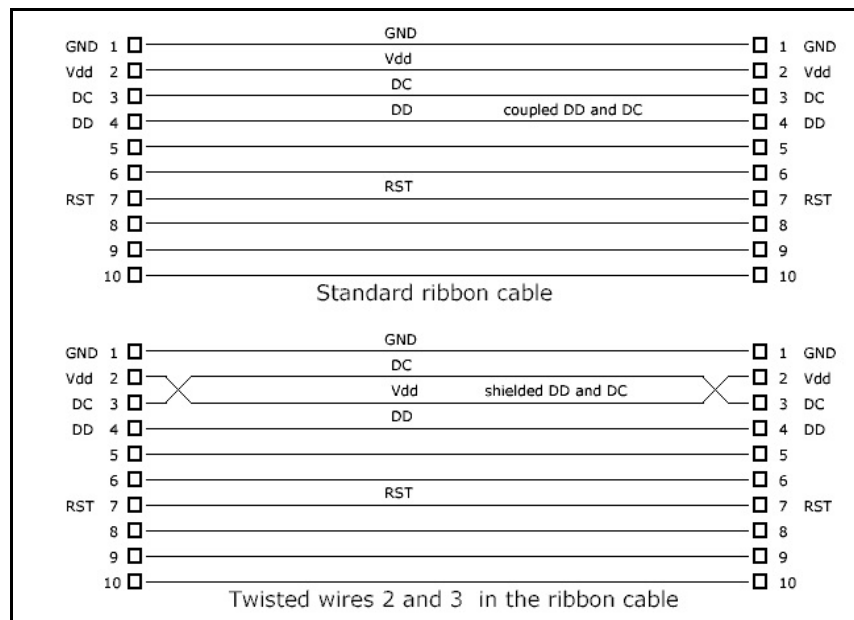 GND
GND 1 1 GND
Vdd
Vdd 2 2 Vdd
DC
DC 3 3 DC
DD coupled DD and DC
DD 4 4 DD
5 5
6 6
RST
RST 7 7 RST
8 8
9 9
10 10
Standard ribbon cable
GND
GND 1 1 GND
DC
Vdd 2 2 Vdd
Vdd shielded DD and DC
DC 3 3 DC
DD
DD 4 4 DD
5 5
6 6
RST
RST 7 7 RST
8 8
9 9
10 10
Twisted wires 2 and 3 in the ribbon cable